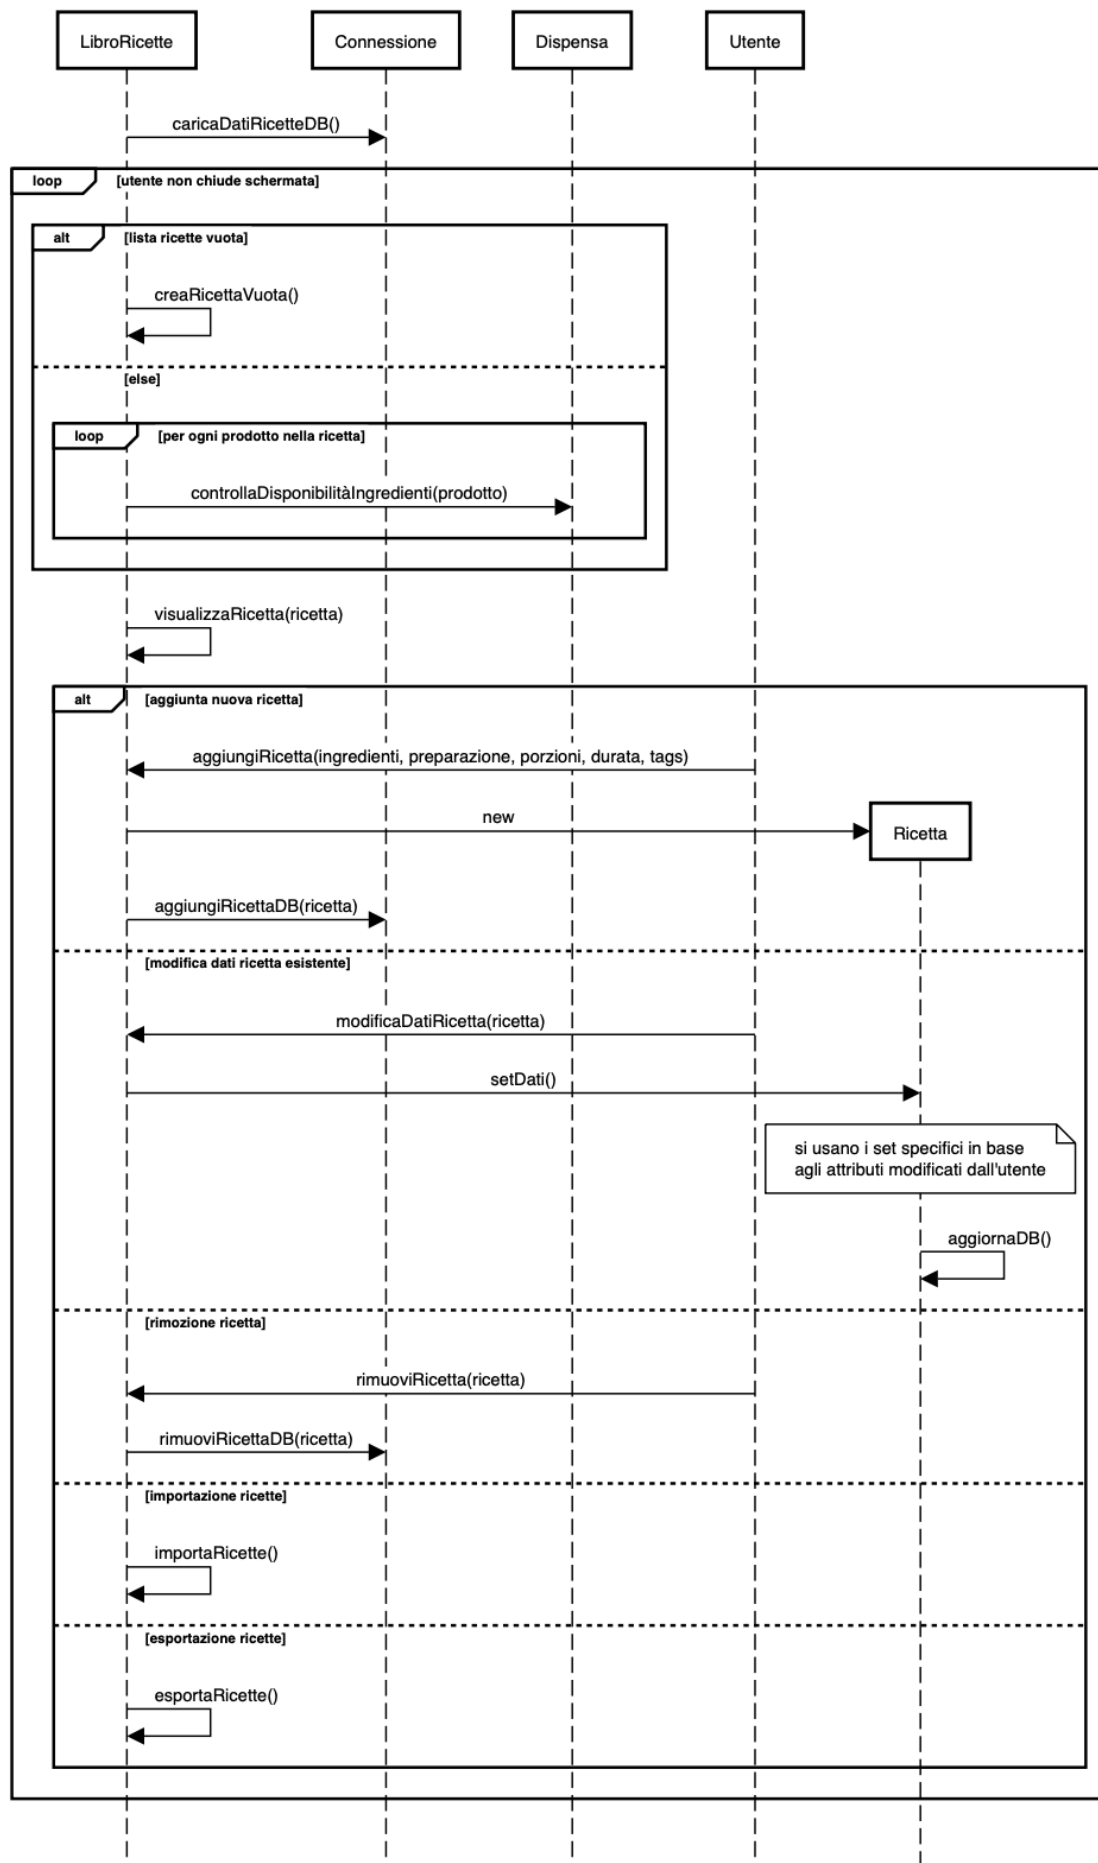 LibroRicette
Connessione
Dispensa
Utente
caricaDatiRicetteDB()
loop
[utente non chiude schermata]
alt
[lista ricette vuota]
creaRicettaVuota()
[else]
loop
[per ogni prodotto nella ricetta]
controllaDisponibilitàIngredienti(prodotto)
visualizzaRicetta(ricetta)
alt
[aggiunta nuova ricetta]
aggiungiRicetta(ingredienti, preparazione, porzioni, durata, tags)
new
Ricetta
aggiungiRicettaDB(ricetta)
[modifica dati ricetta esistente]
modificaDatiRicetta(ricetta)
setDati()
si usano i set specifici in base
agli attributi modificati dall'utente
aggiornaDB()
[rimozione ricetta]
rimuoviRicetta(ricetta)
rimuoviRicettaDB(ricetta)
[importazione ricette]
importaRicette()
[esportazione ricette]
esportaRicette()